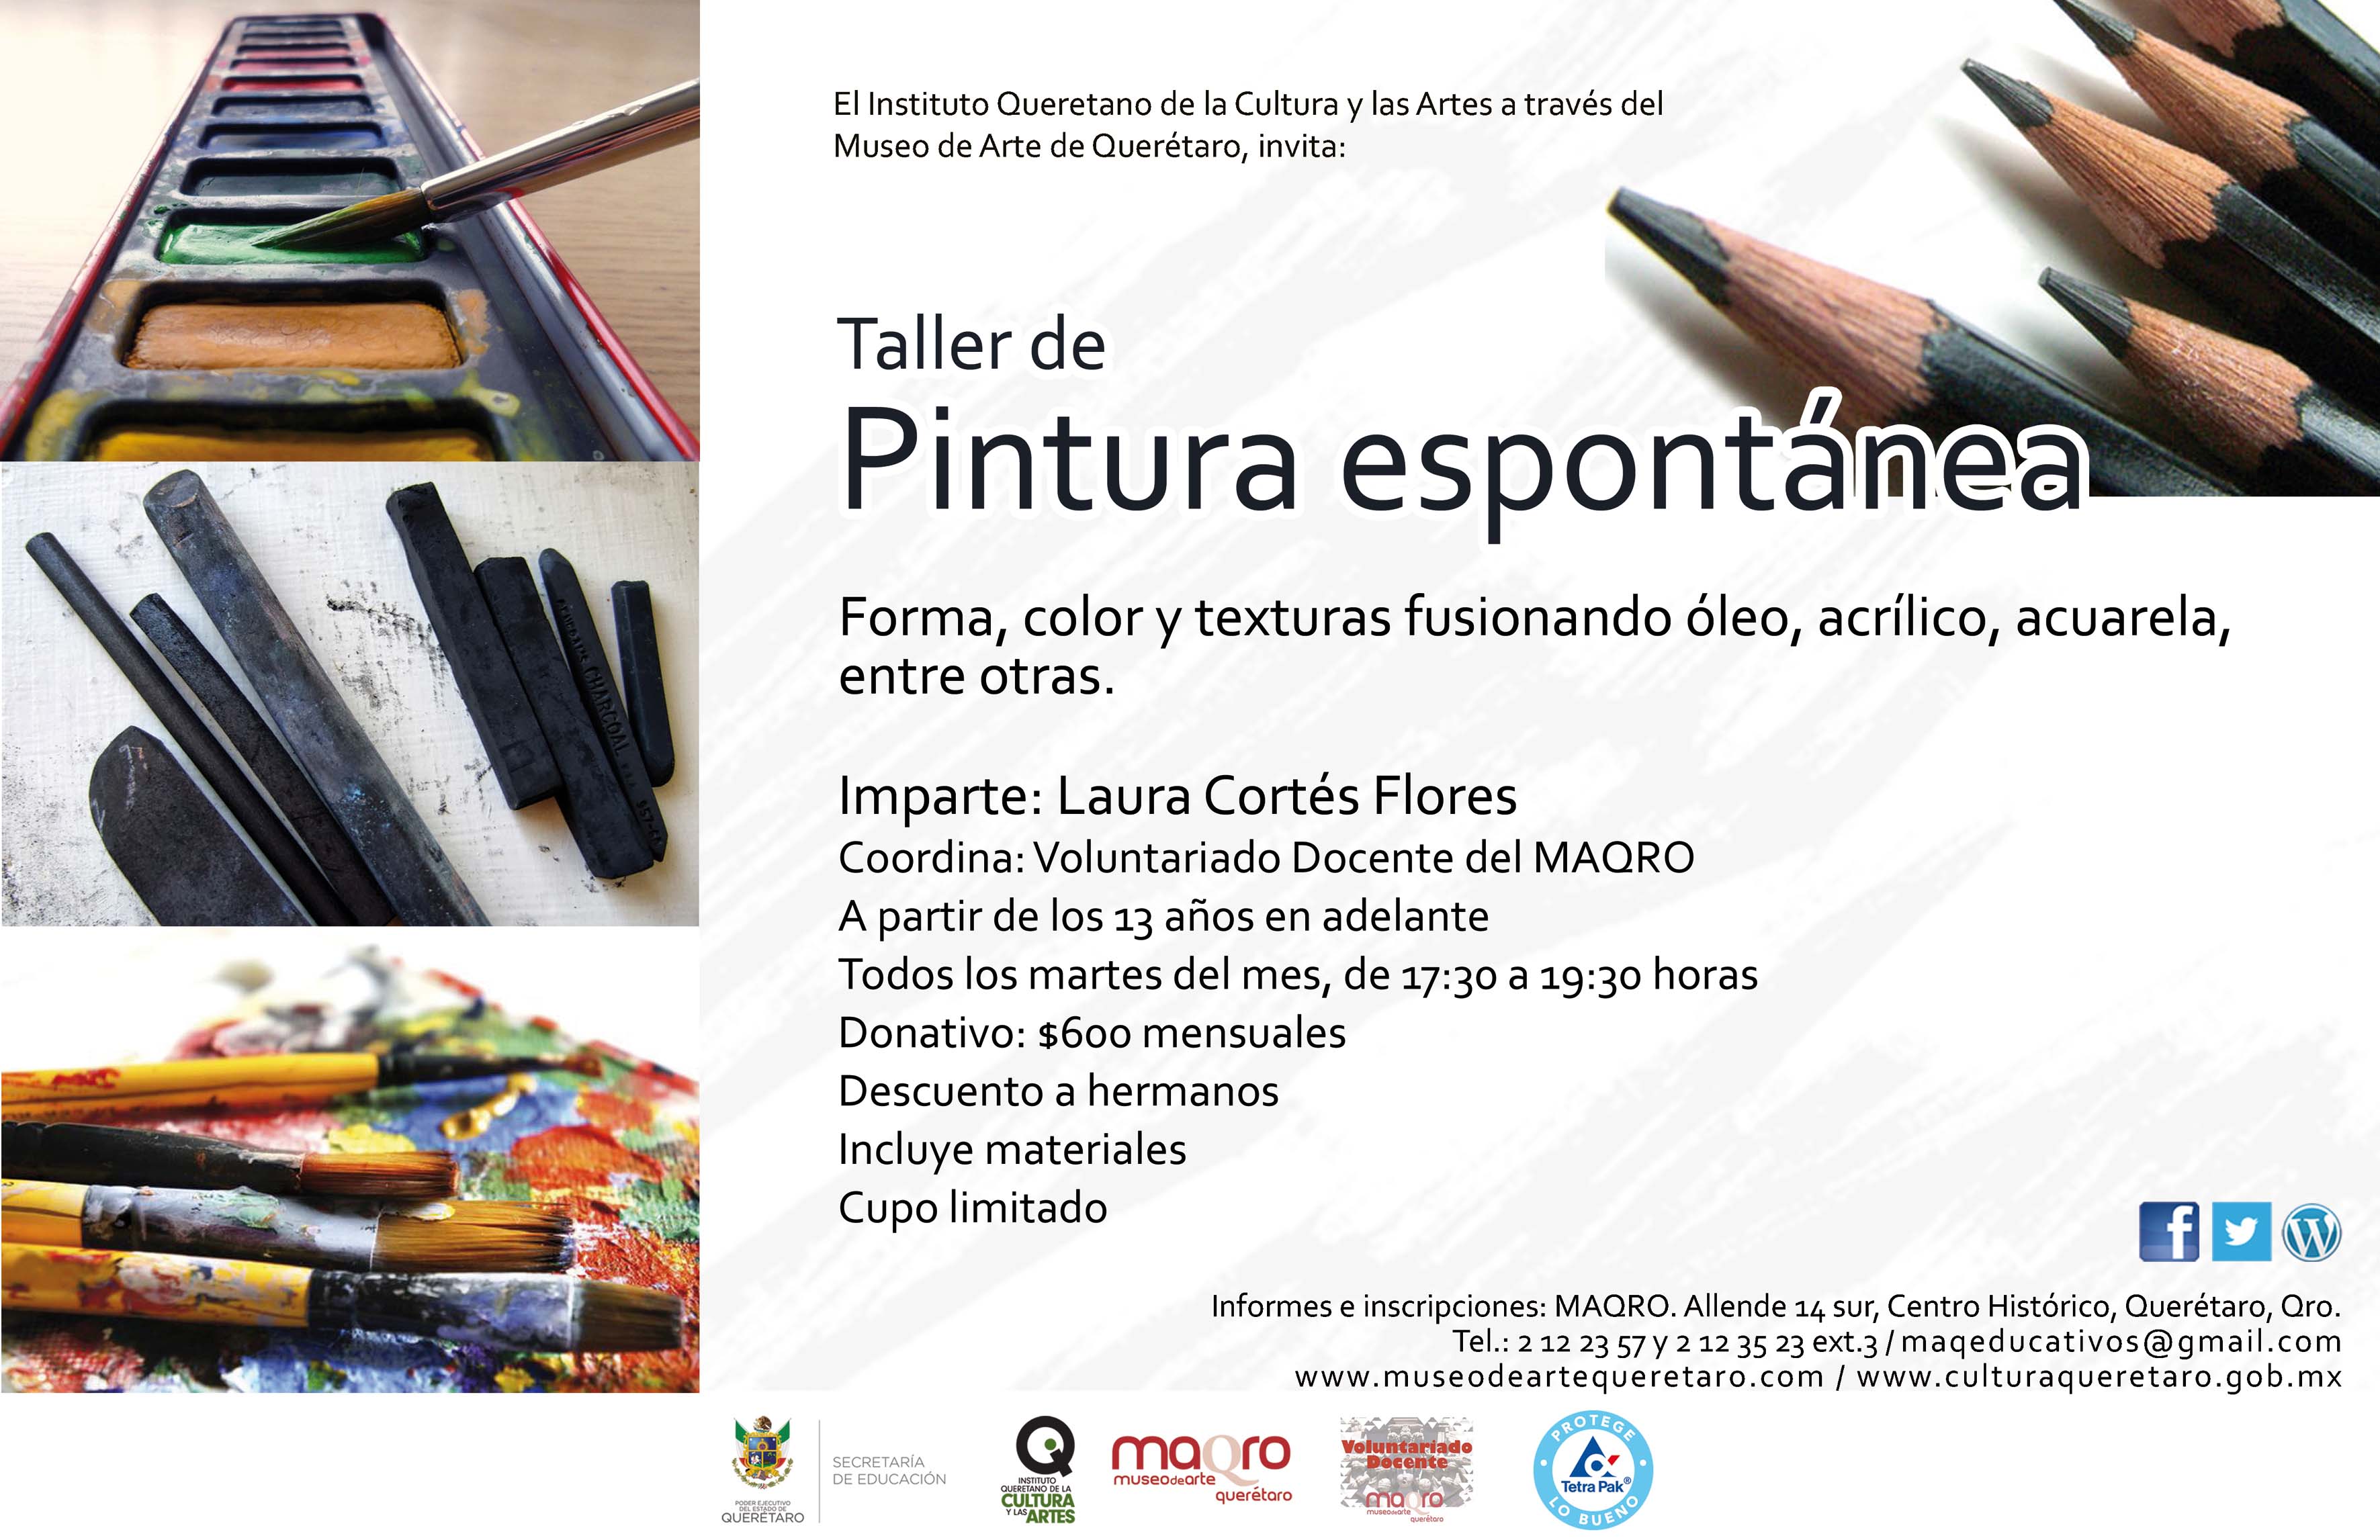 El Instituto Queretano de la Cultura y las Artes a través del
Museo de Arte de Querétaro, invita:
Taller de
Pintura espontánea
Forma, color y texturas fusionando óleo, acrílico, acuarela,
entre otras.
Imparte: Laura Cortés Flores
Coordina: Voluntariado Docente del MAQRO
A partir de los 13 años en adelante
Todos los martes del mes, de 17:30 a 19:30 horas
Donativo: $600 mensuales
Descuento a hermanos
Incluye materiales
Cupo limitado
Informes e inscripciones: MAQRO. Allende 14 sur, Centro Histórico, Querétaro, Qro.
Tel.: 2 12 23 57 y 2 12 35 23 ext.3 / maqeducativos@gmail.com
www.museodeartequeretaro.com / www.culturaqueretaro.gob.mx
PODER EJECUTIVO
DEL ESTADO DE
QUERÉTARO
SECRETARÍA
DE EDUCACIÓN
INSTITUTO
QUERETANO DE LA
CULTURA
Y LAS ARTES
maQro
museodearte
querétaro
Voluntariado
Docente
maQro
museodearte
querétaro
PROTEGE
Tetra Pak®
LO BUENO
CHARCOAL